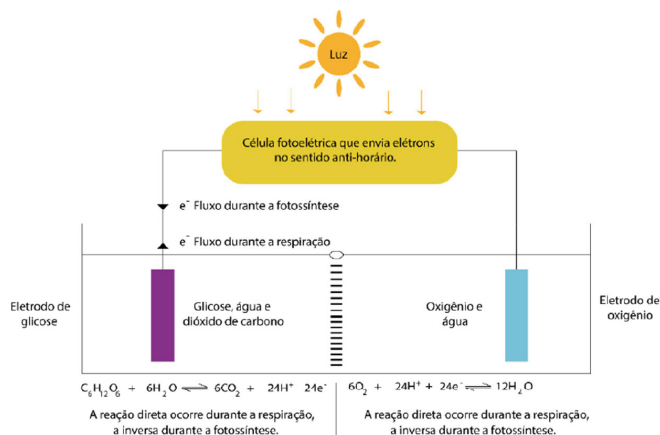 Luz
Célula fotoelétrica que envia elétrons
no sentido anti-horário.
e⁻ Fluxo durante a fotossíntese
e⁻ Fluxo durante a respiração
Eletrodo de
glicose
Glicose, água e
dióxido de carbono
Oxigênio e
água
Eletrodo de
oxigénio
C₆H₁₂O₆ + 6H₂O ⇌ 6CO₂ + 24H⁺ 24e⁻
A reação direta ocorre durante a respiração,
a inversa durante a fotossíntese.
6O₂ + 24H⁺ + 24e⁻ ⇌ 12H₂O
A reação direta ocorre durante a respiração,
a inversa durante a fotossíntese.